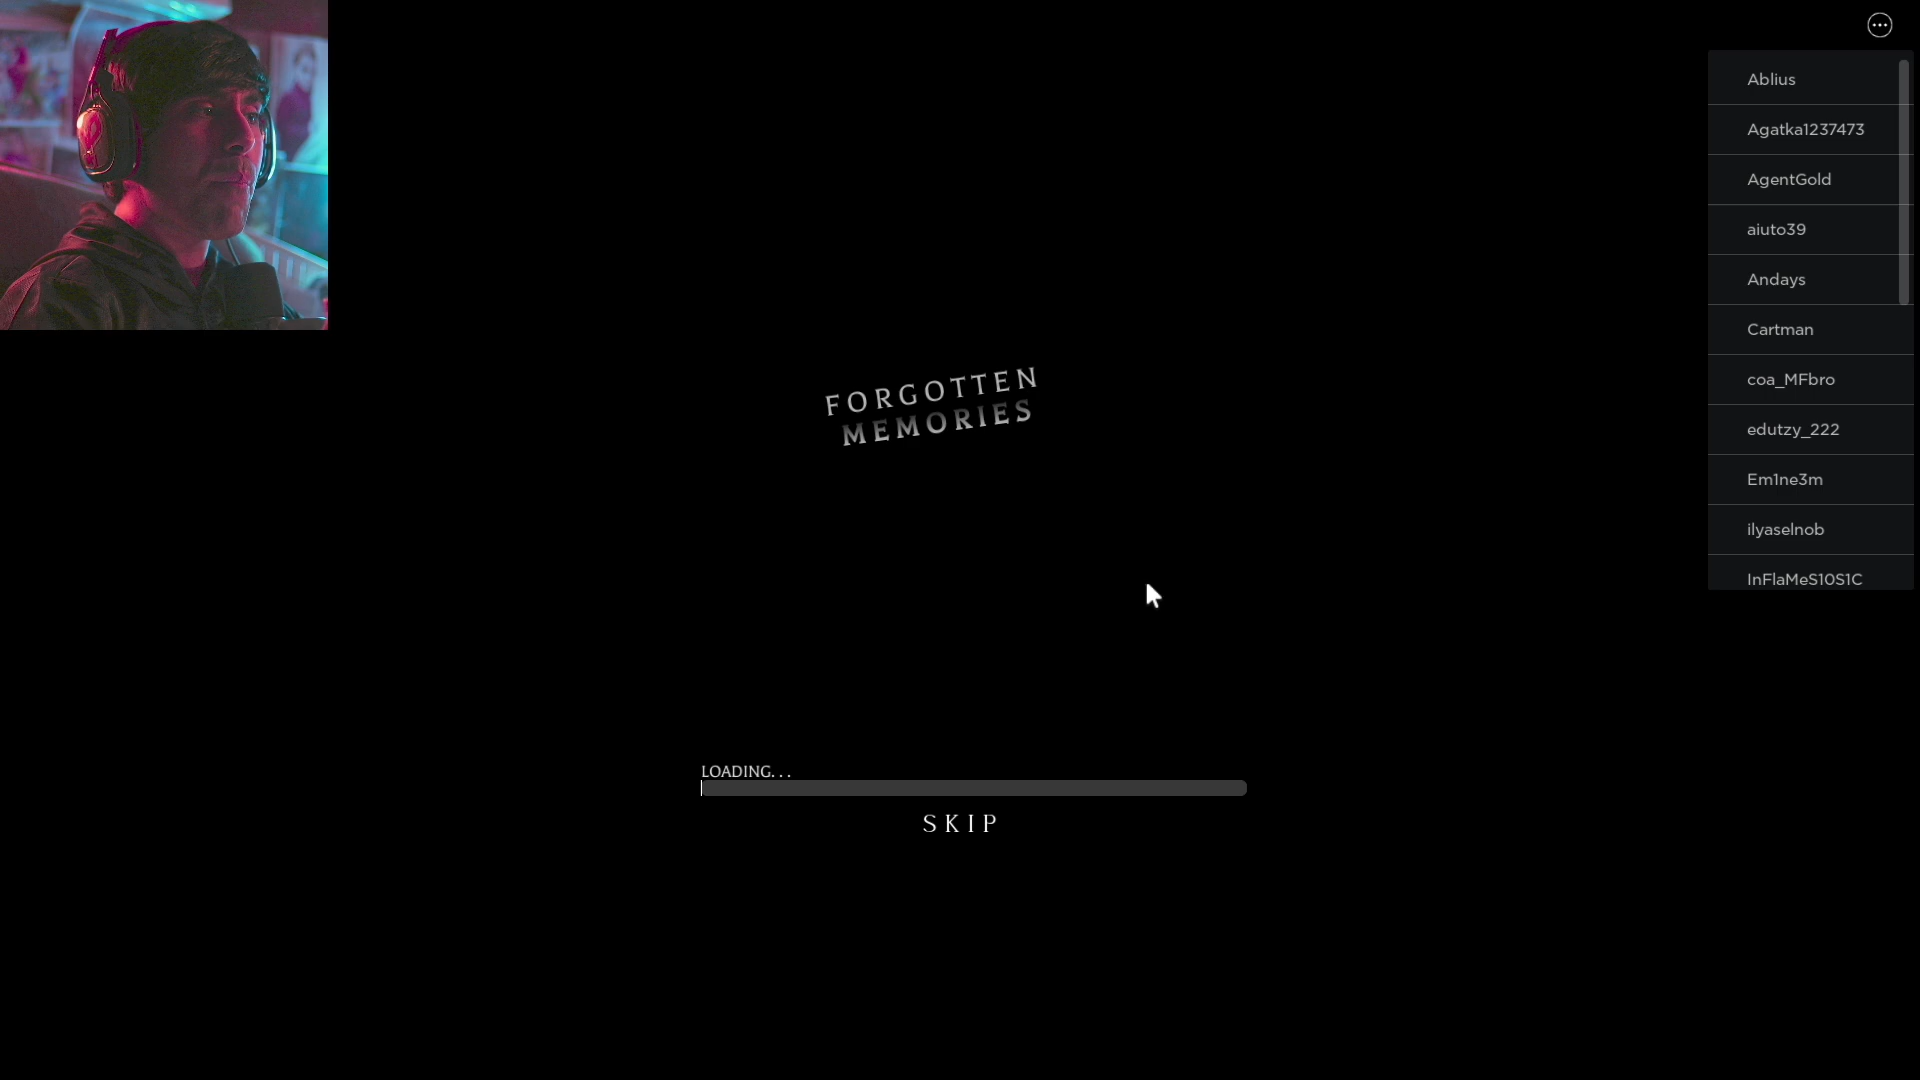 FORGOTTEN
MEMORIES
LOADING...
SKIP
Ablius
Agatka1237473
AgentGold
aiuto39
Andays
Cartman
coa_MFbro
edutzy_222
Em1ne3m
ilyaselnob
InFlaMeS10S1C